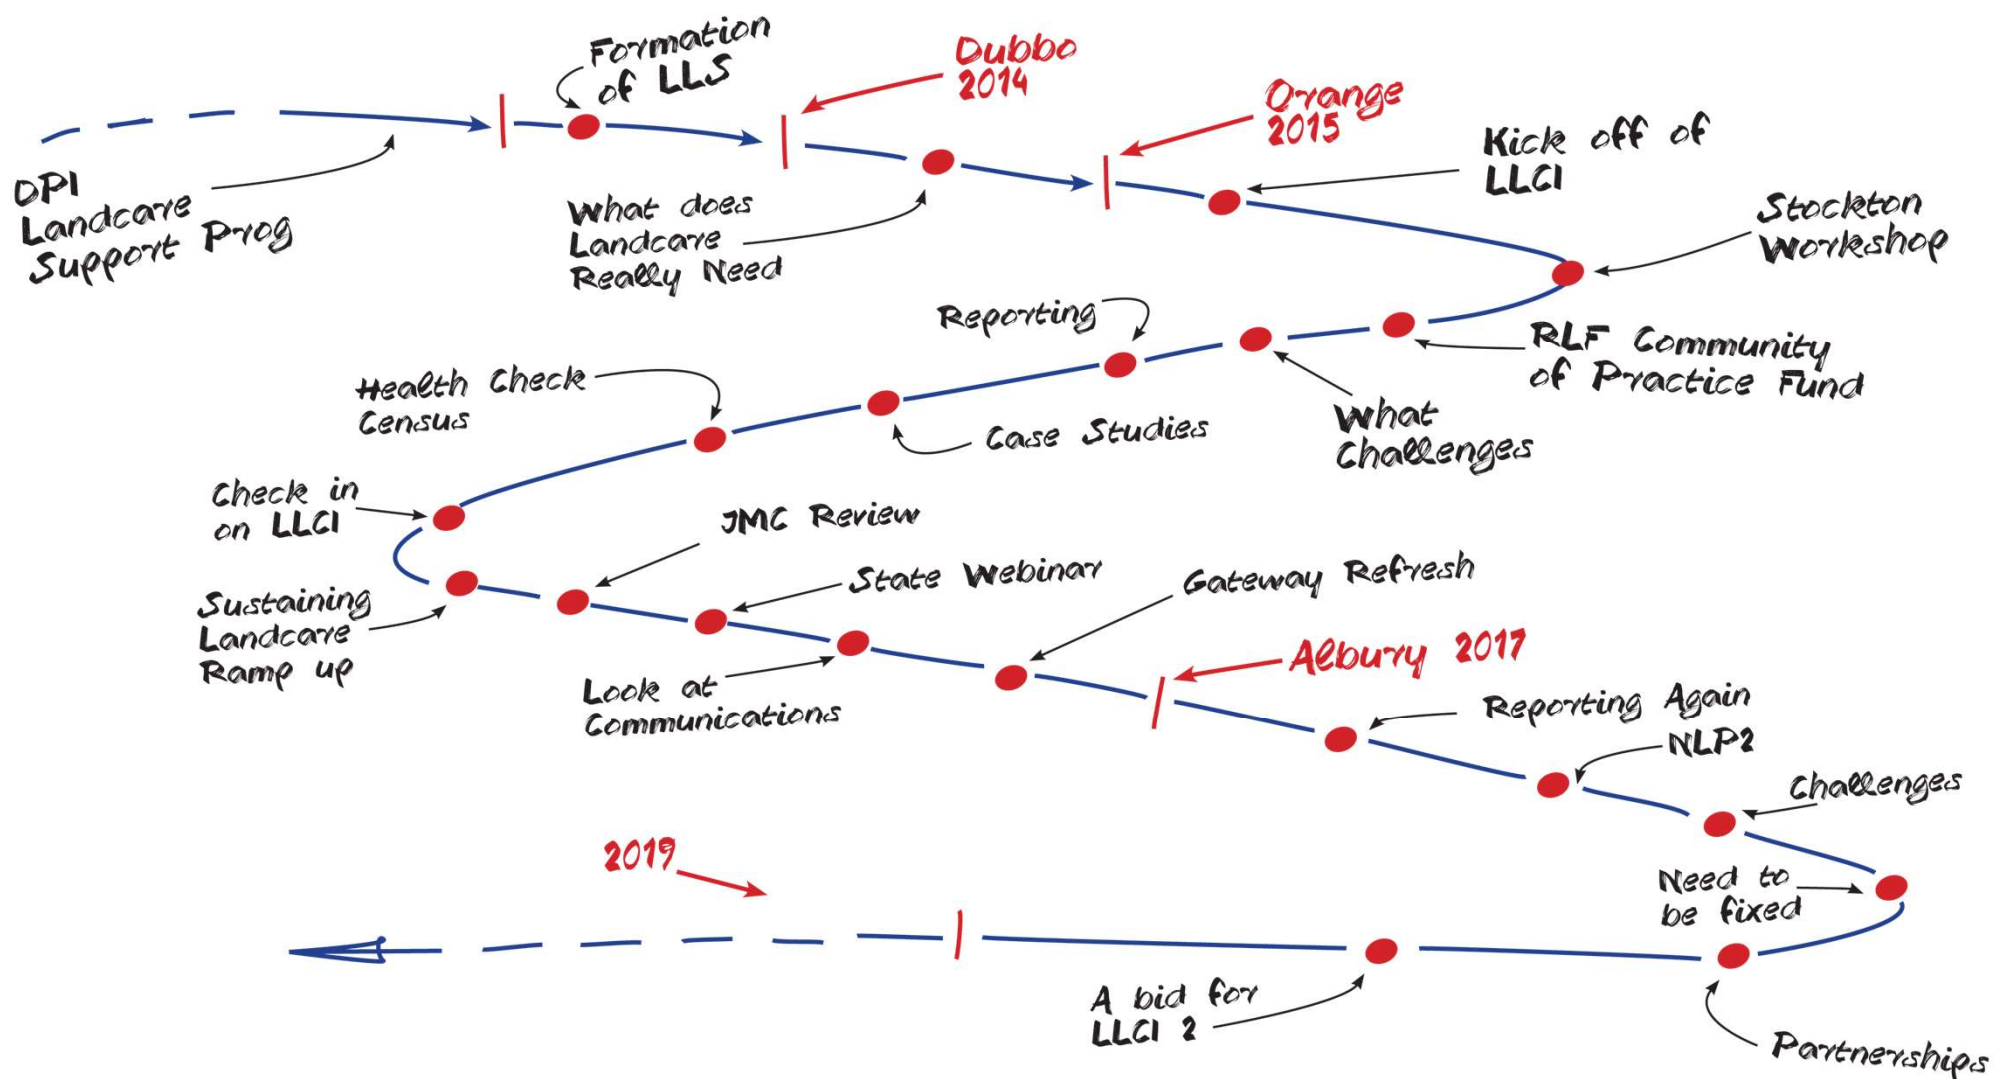 DPI
Landcare
Support Prog
Formation
of LLS
Dubbo
2014
What does
Landcare
Really Need
Orange
2015
Kick off of
LLCI
Stockton
Workshop
RLF Community
of Practice Fund
What
Challenges
Reporting
Case Studies
Health Check
Census
Check in
on LLCI
Sustaining
Landcare
Ramp up
JMC Review
State Webinar
Look at
Communications
Gateway Refresh
Albury 2017
Reporting Again
NLP2
Challenges
Need to
be fixed
Partnerships
A bid for
LLCI 2
2019